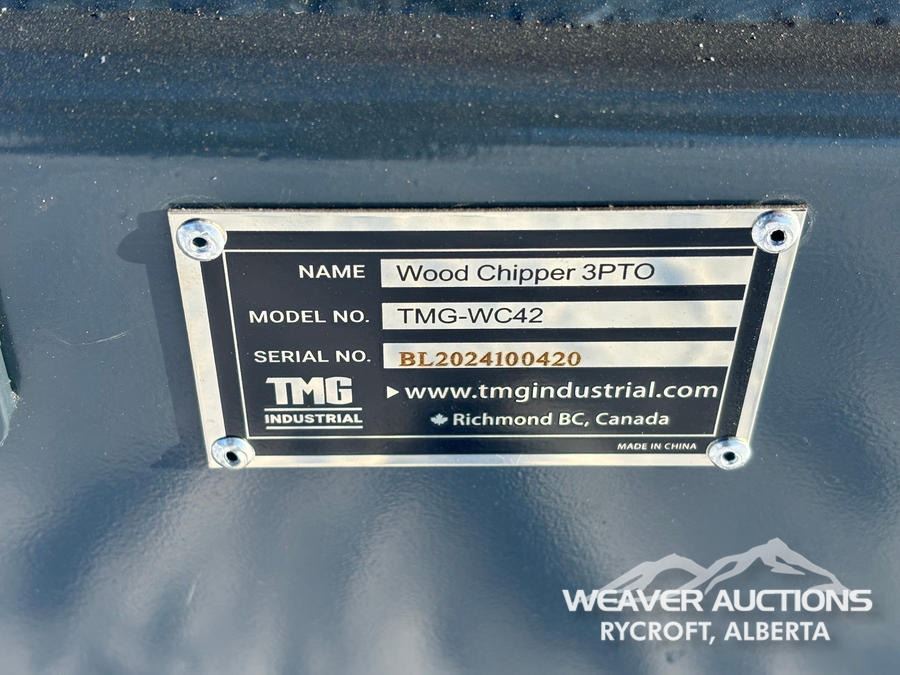 NAME Wood Chipper 3PTO
MODEL NO. TMG-WC42
SERIAL NO. BL2024100420
TMG
INDUSTRIAL
►www.tmgindustrial.com
Richmond BC, Canada
MADE IN CHINA
WEAVER AUCTIONS
RYCROFT, ALBERTA